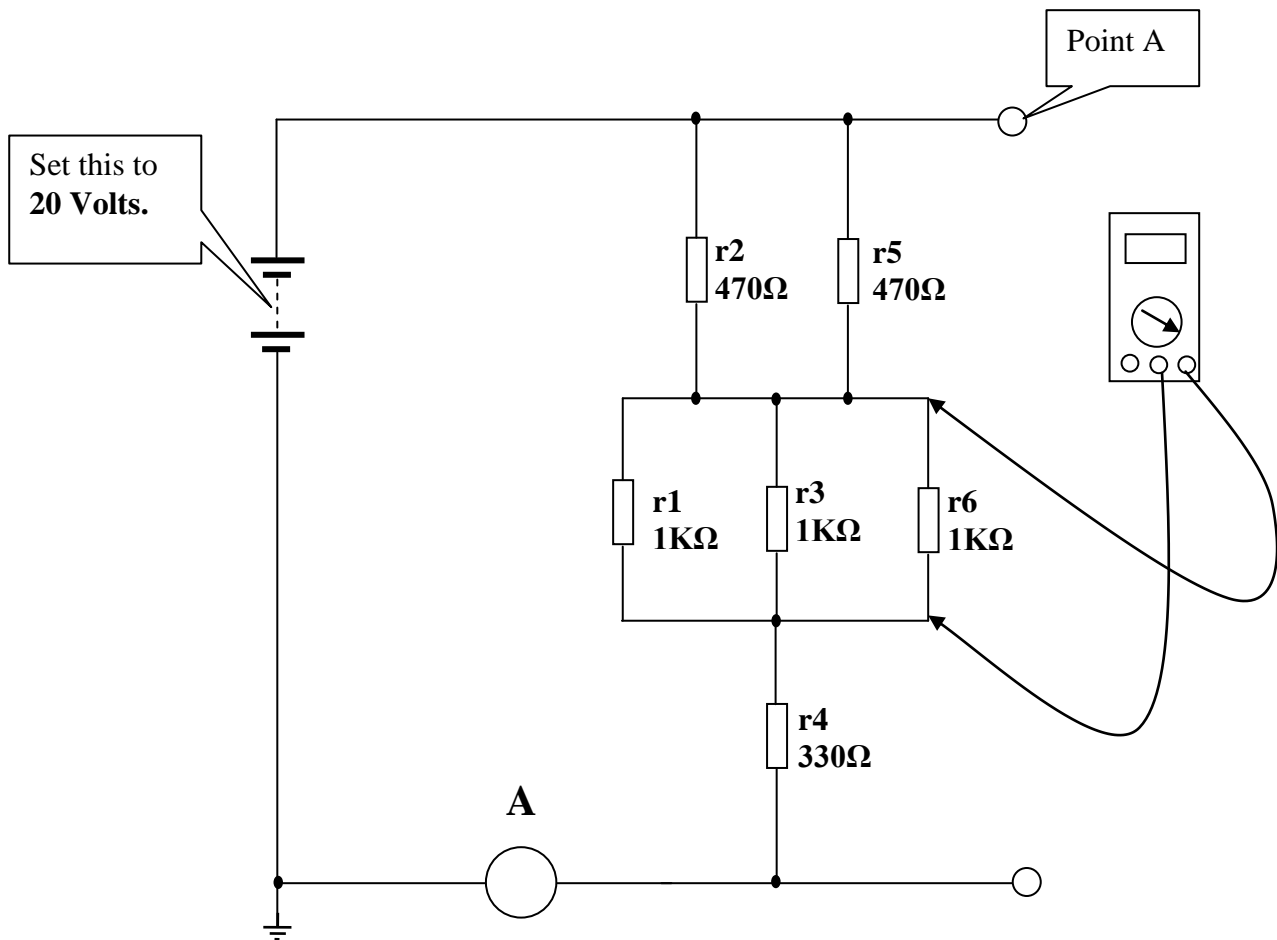 Point A
Set this to
20 Volts.
r2
470Ω
r5
470Ω
r1
1KΩ
r3
1KΩ
r6
1KΩ
r4
330Ω
A